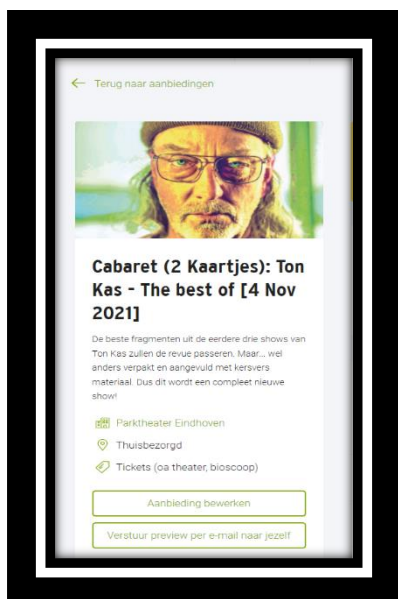 ← Terug naar aanbiedingen
Cabaret (2 Kaartjes): Ton
Kas - The best of [4 Nov
2021]
De beste fragmenten uit de eerdere drie shows van
Ton Kas zullen de revue passeren. Maar... wel
anders verpakt en aangevuld met kersvers
materiaal. Dus dit wordt een compleet nieuwe
show!
Parktheater Eindhoven
Thuisbezorgd
Tickets (oa theater, bioscoop)
Aanbieding bewerken
Verstuur preview per e-mail naar jezelf